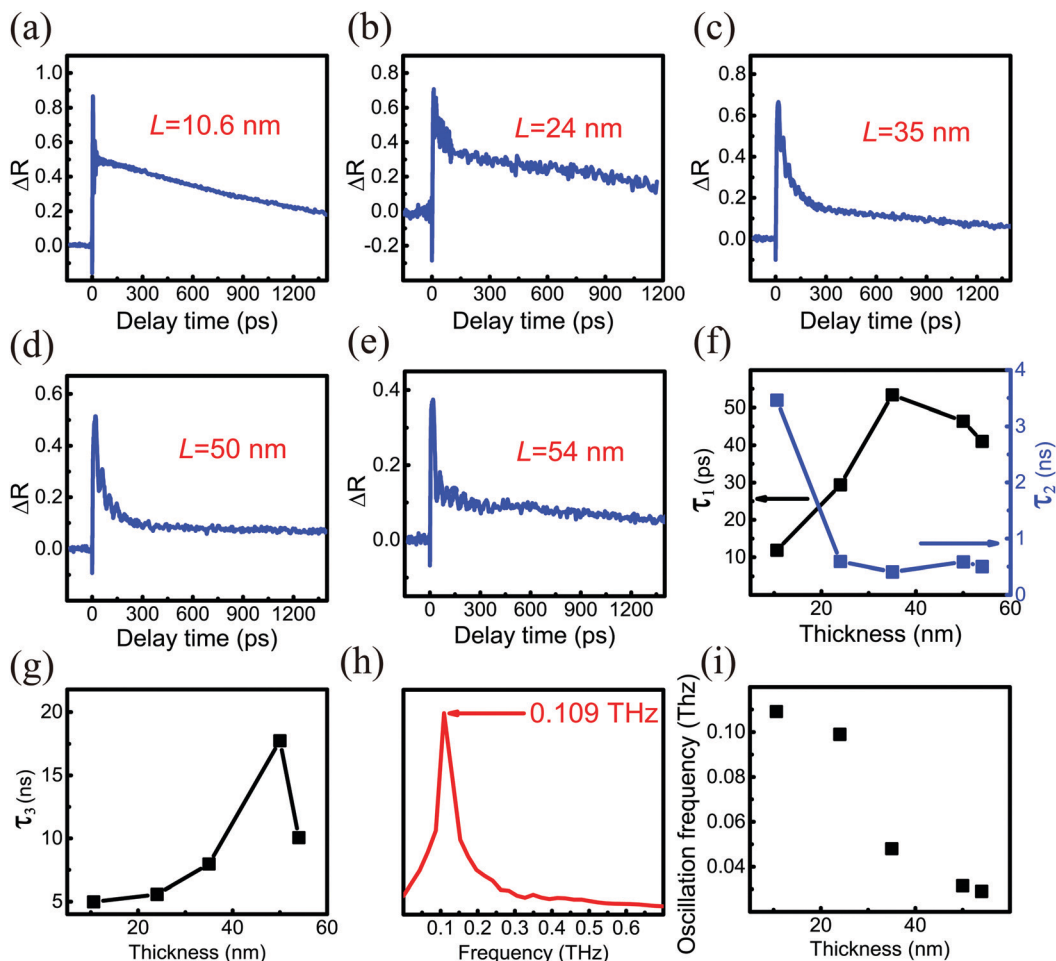 (a)
1.0
0.8
0.6
0.4
0.2
0.0
ΔR
L=10.6 nm
0 300 600 900 1200
Delay time (ps)
(b)
0.8
0.6
0.4
0.2
0.0
-0.2
ΔR
L=24 nm
0 300 600 900 1200
Delay time (ps)
(c)
0.8
0.6
0.4
0.2
0.0
ΔR
L=35 nm
0 300 600 900 1200
Delay time (ps)
(d)
0.6
0.4
0.2
0.0
ΔR
L=50 nm
0 300 600 900 1200
Delay time (ps)
(e)
0.4
0.2
0.0
ΔR
L=54 nm
0 300 600 900 1200
Delay time (ps)
(f)
50
40
30
20
10
τ1 (ps)
4
3
2
1
0
τ2 (ns)
20 40 60
Thickness (nm)
(g)
20
15
10
5
τ3 (ns)
0 20 40 60
Thickness (nm)
(h)
0.109 THz
0.1 0.2 0.3 0.4 0.5 0.6
Frequency (THz)
(i)
0.10
0.08
0.06
0.04
Oscillation frequency (Thz)
0 20 40
Thickness (nm)